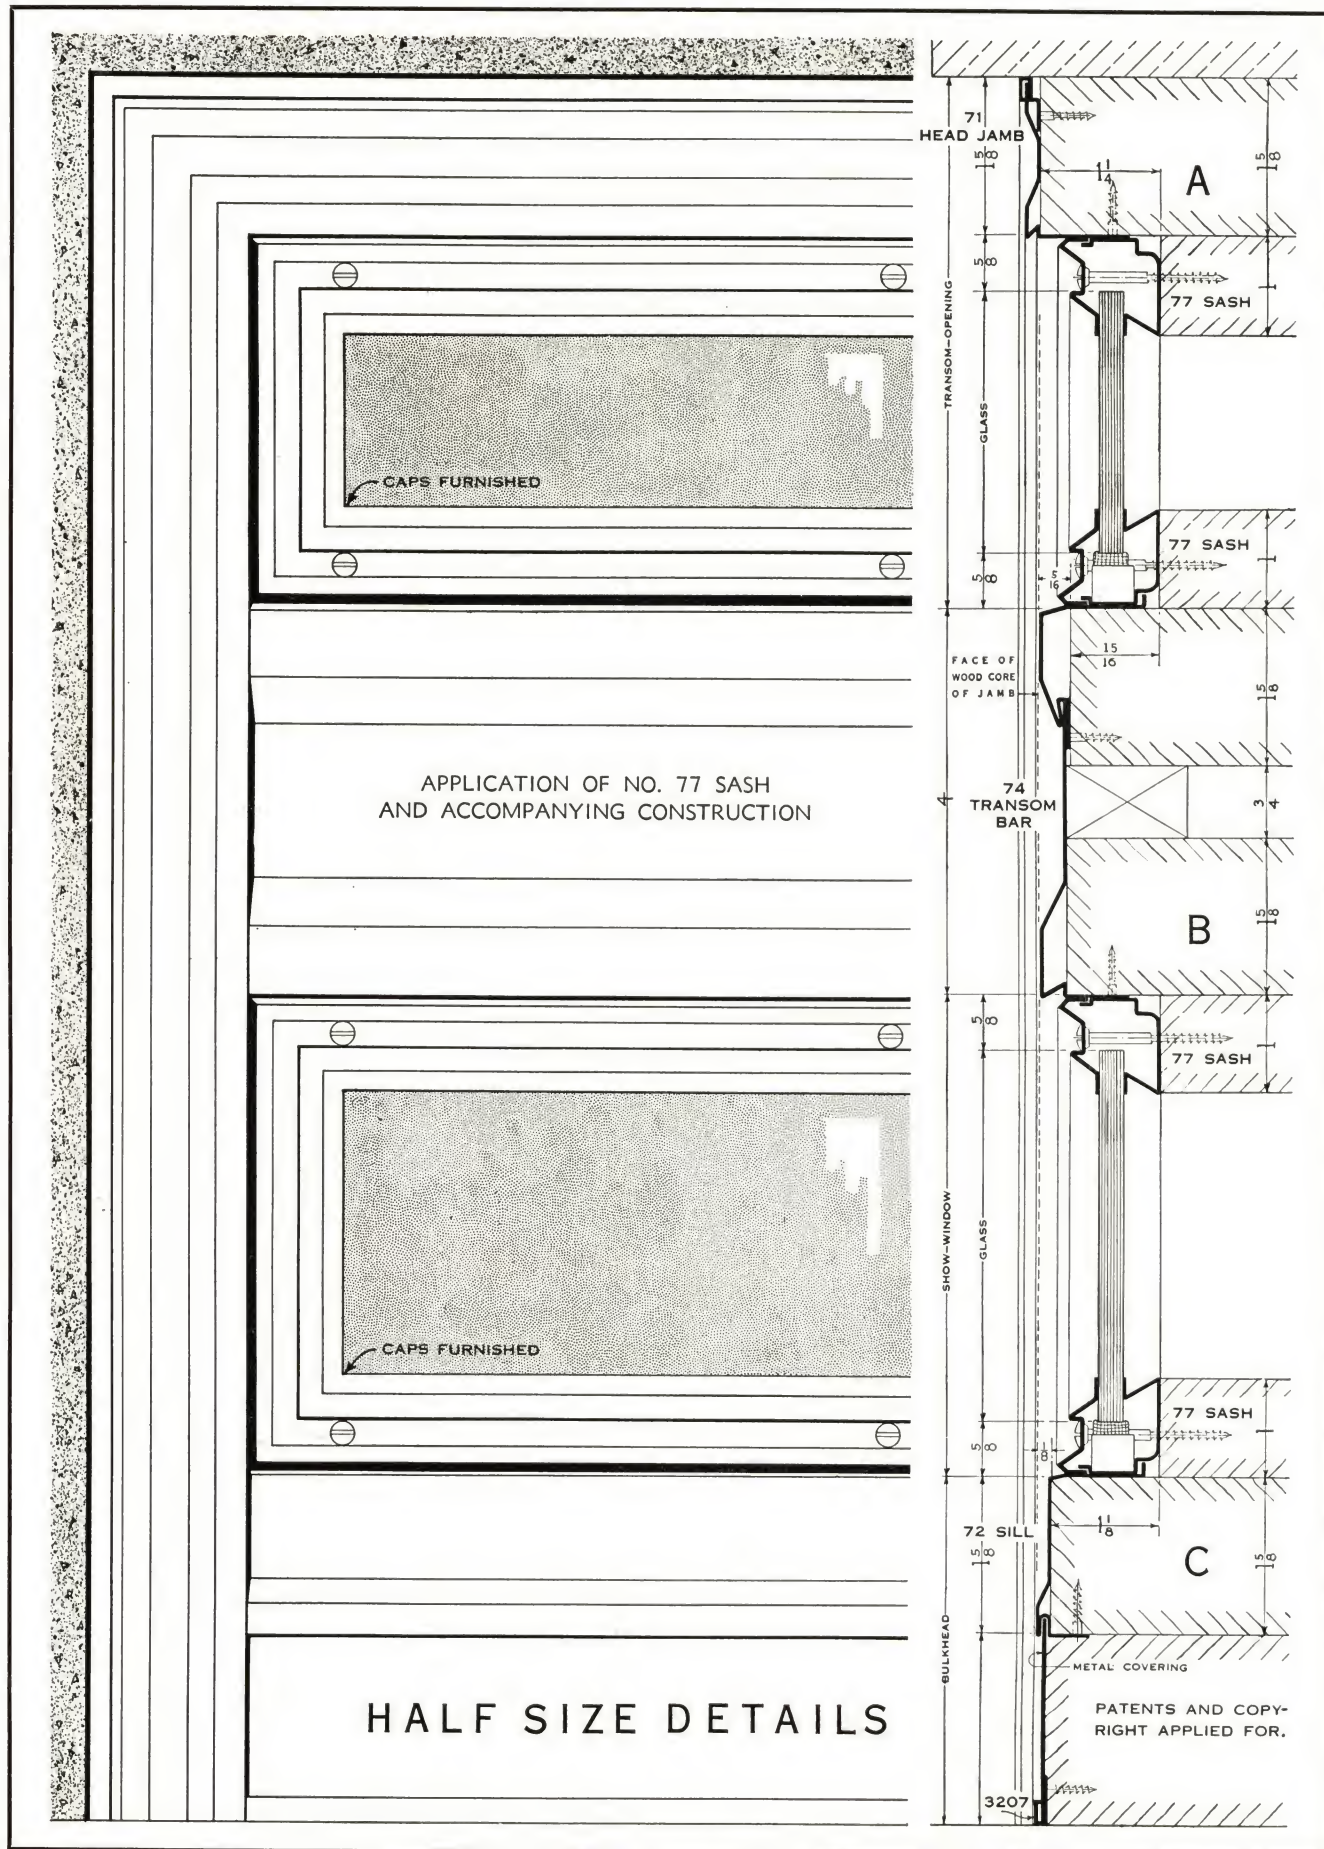 71
HEAD JAMB
1 5/8
1 1/4
A
1 5/8
5/8
1
77 SASH
TRANSOM-OPENING
GLASS
CAPS FURNISHED
77 SASH
1
5/8
5/16
15/16
FACE OF
WOOD CORE
OF JAMB
1 5/8
APPLICATION OF NO. 77 SASH
AND ACCOMPANYING CONSTRUCTION
4
74
TRANSOM
BAR
3/4
1 5/8
B
5/8
1
77 SASH
SHOW-WINDOW
GLASS
CAPS FURNISHED
77 SASH
1
5/8
1/8
72 SILL
1 5/8
1 1/8
C
1 5/8
BULKHEAD
METAL COVERING
HALF SIZE DETAILS
PATENTS AND COPY-
RIGHT APPLIED FOR.
3207